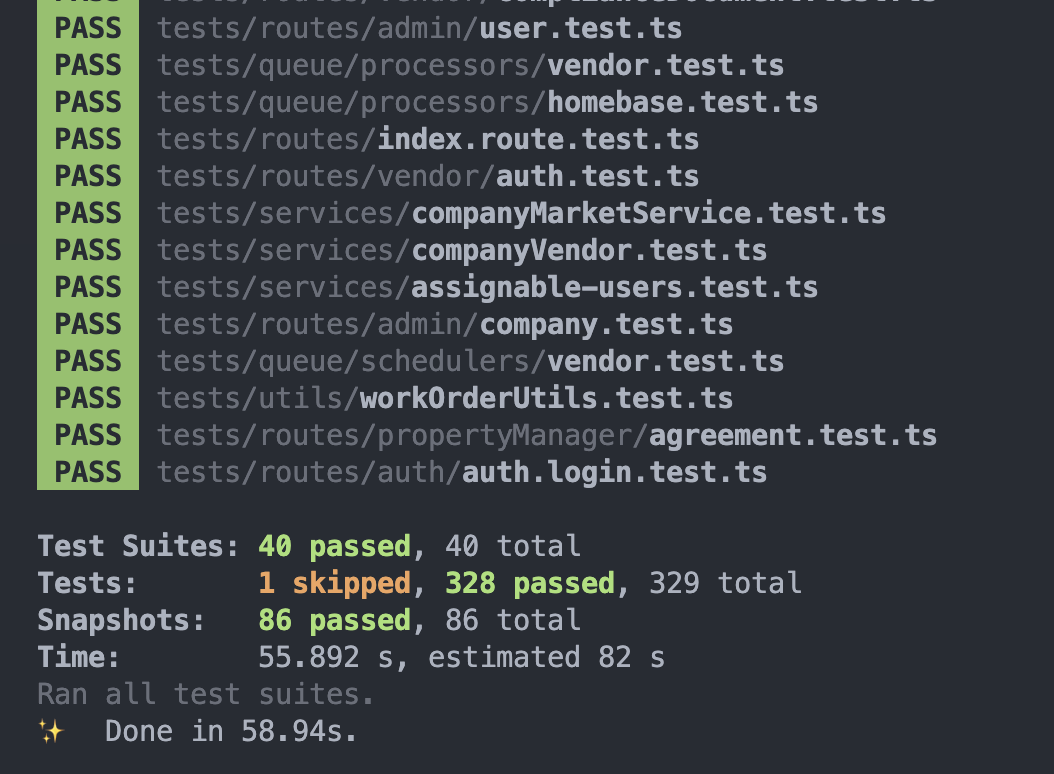 PASS tests/routes/admin/user.test.ts
PASS tests/queue/processors/vendor.test.ts
PASS tests/queue/processors/homebase.test.ts
PASS tests/routes/index.route.test.ts
PASS tests/routes/vendor/auth.test.ts
PASS tests/services/companyMarketService.test.ts
PASS tests/services/companyVendor.test.ts
PASS tests/services/assignable-users.test.ts
PASS tests/routes/admin/company.test.ts
PASS tests/queue/schedulers/vendor.test.ts
PASS tests/utils/workOrderUtils.test.ts
PASS tests/routes/propertyManager/agreement.test.ts
PASS tests/routes/auth/auth.login.test.ts
Test Suites: 40 passed, 40 total
Tests: 1 skipped, 328 passed, 329 total
Snapshots: 86 passed, 86 total
Time: 55.892 s, estimated 82 s
Ran all test suites.
✨ Done in 58.94s.